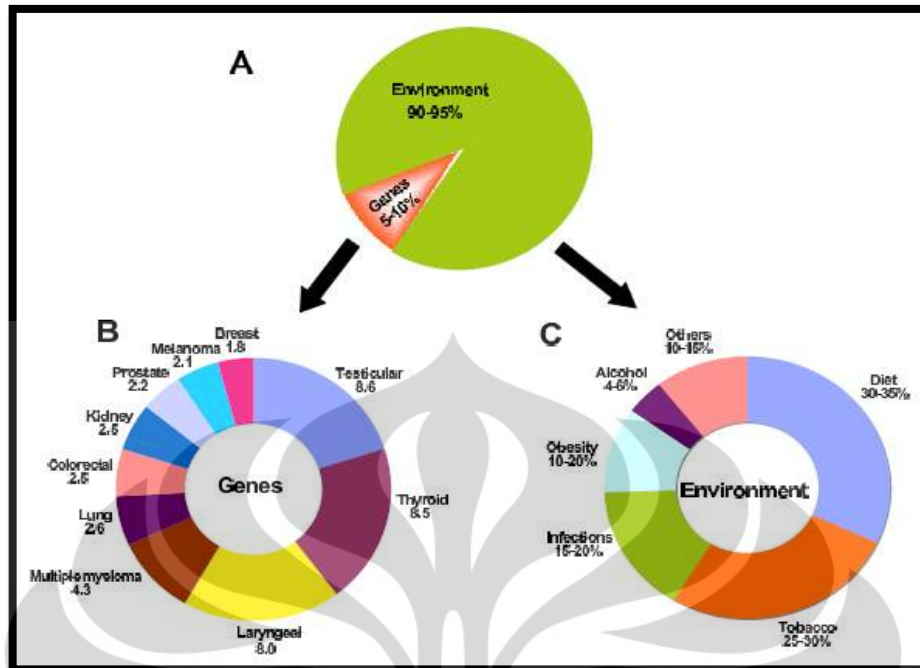 A
Environment
90-95%
Genes
5-10%
B
Breast
1.8
Melanoma
2.1
Prostate
2.2
Kidney
2.5
Colorectal
2.5
Lung
2.6
Multiple myeloma
4.3
Laryngeal
8.0
Thyroid
8.5
Testicular
8.6
Genes
C
Others
10-15%
Alcohol
4-6%
Obesity
10-20%
Infections
15-20%
Tobacco
25-30%
Diet
30-35%
Environment